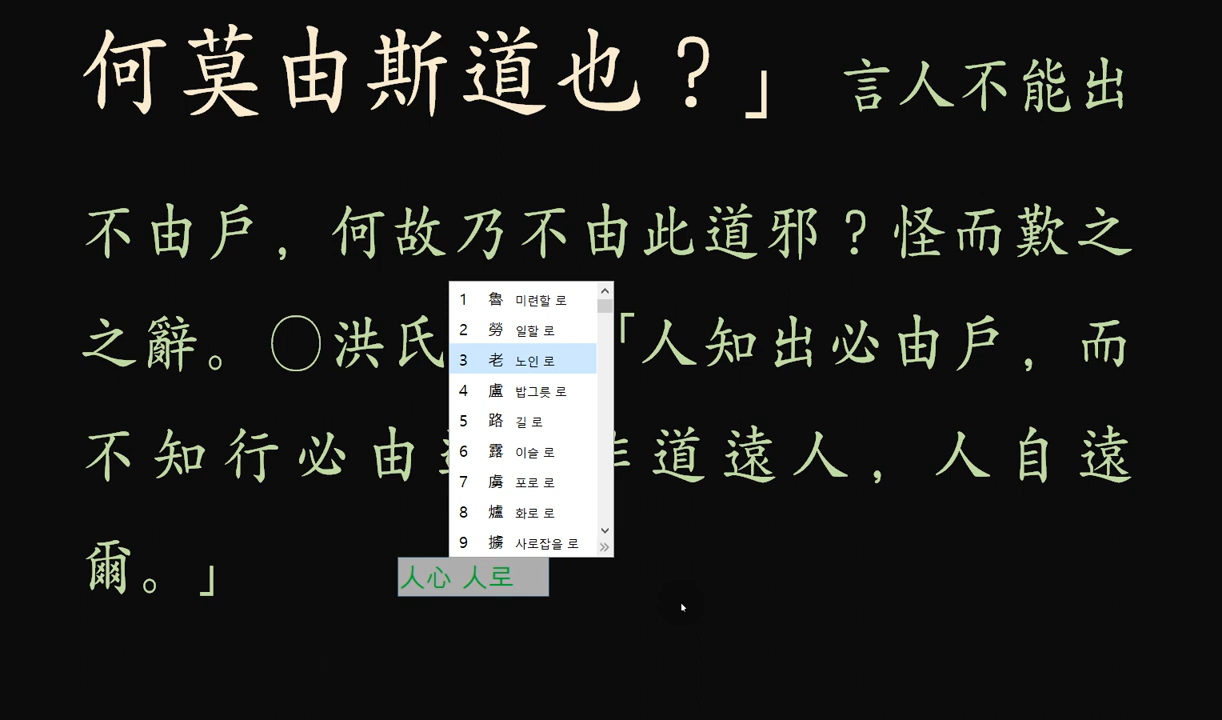 何莫由斯道也？」 言人不能出
不由戶，何故乃不由此道邪？怪而歎之
之辭。○洪氏 「人知出必由戶，而
不知行必由 道遠人，人自遠
爾。」
1 魯 미련할 로
2 勞 일할 로
3 老 노인 로
4 盧 밥그릇 로
5 路 길 로
6 露 이슬 로
7 虜 포로 로
8 爐 화로 로
9 擄 사로잡을 로
人心 人로